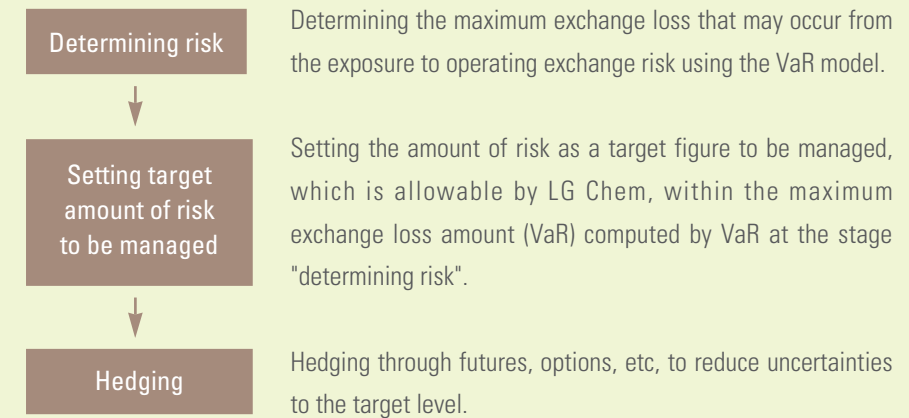 Determining risk
Determining the maximum exchange loss that may occur from
the exposure to operating exchange risk using the VaR model.
Setting target
amount of risk
to be managed
Setting the amount of risk as a target figure to be managed,
which is allowable by LG Chem, within the maximum
exchange loss amount (VaR) computed by VaR at the stage
"determining risk".
Hedging
Hedging through futures, options, etc, to reduce uncertainties
to the target level.